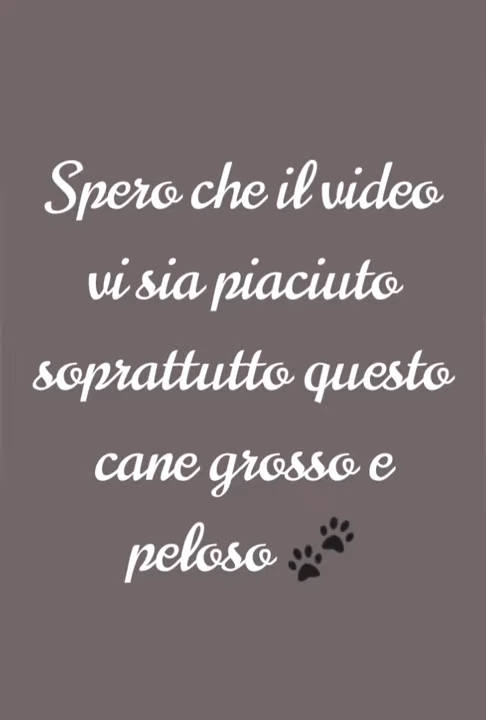 Spero che il video
vi sia piaciuto
soprattutto questo
cane grosso e
peloso 🐾